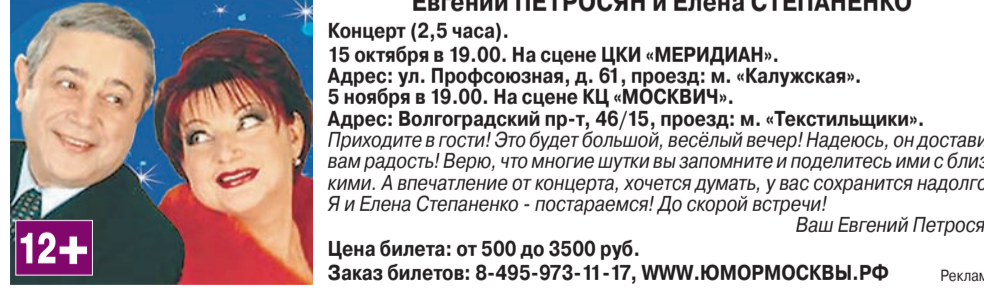 Евгений ПЕТРОСЯН и Елена СТЕПАНЕНКО
Концерт (2,5 часа).
15 октября в 19.00. На сцене ЦКИ «МЕРИДИАН».
Адрес: ул. Профсоюзная, д. 61, проезд: м. «Калужская».
5 ноября в 19.00. На сцене КЦ «МОСКВИЧ».
Адрес: Волгоградский пр-т, 46/15, проезд: м. «Текстильщики».
Приходите в гости! Это будет большой, весёлый вечер! Надеюсь, он достави
вам радость! Верю, что многие шутки вы запомните и поделитесь ими с близ
кими. А впечатление от концерта, хочется думать, у вас сохранится надолго
Я и Елена Степаненко - постараемся! До скорой встречи!
Ваш Евгений Петрося
12+
Цена билета: от 500 до 3500 руб.
Заказ билетов: 8-495-973-11-17, WWW.ЮМОРМОСКВЫ.РФ
Реклам